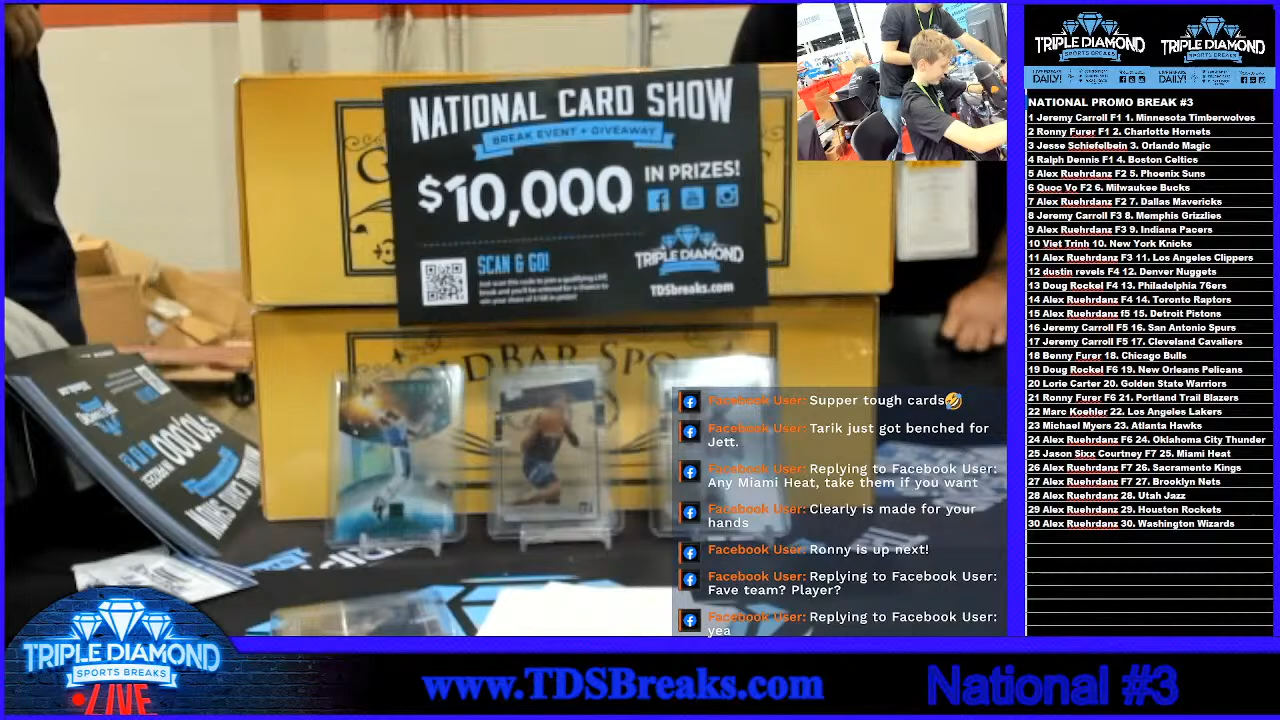 NATIONAL CARD SHOW
BREAK EVENT + GIVEAWAY
$10,000
IN PRIZES!
SCAN & GO!
TRIPLE DIAMOND
TDSbreaks.com
TRIPLE DIAMOND
SPORTS BREAKS
TRIPLE DIAMOND
SPORTS BREAKS
LIVE BREAKS
DAILY!
LIVE BREAKS
DAILY!
NATIONAL PROMO BREAK #3
1 Jeremy Carroll F1 1. Minnesota Timberwolves
2 Ronny Furer F1 2. Charlotte Hornets
3 Jesse Schiefelbein 3. Orlando Magic
4 Ralph Dennis F1 4. Boston Celtics
5 Alex Ruehrdanz F2 5. Phoenix Suns
6 Quoc Vo F2 6. Milwaukee Bucks
7 Alex Ruehrdanz F2 7. Dallas Mavericks
8 Jeremy Carroll F3 8. Memphis Grizzlies
9 Alex Ruehrdanz F3 9. Indiana Pacers
10 Viet Trinh 10. New York Knicks
11 Alex Ruehrdanz F3 11. Los Angeles Clippers
12 dustin revels F4 12. Denver Nuggets
13 Doug Rockel F4 13. Philadelphia 76ers
14 Alex Ruehrdanz F4 14. Toronto Raptors
15 Alex Ruehrdanz f5 15. Detroit Pistons
16 Jeremy Carroll F5 16. San Antonio Spurs
17 Jeremy Carroll F5 17. Cleveland Cavaliers
18 Benny Furer 18. Chicago Bulls
19 Doug Rockel F6 19. New Orleans Pelicans
20 Lorie Carter 20. Golden State Warriors
21 Ronny Furer F6 21. Portland Trail Blazers
22 Marc Koehler 22. Los Angeles Lakers
23 Michael Myers 23. Atlanta Hawks
24 Alex Ruehrdanz F6 24. Oklahoma City Thunder
25 Jason Sixx Courtney F7 25. Miami Heat
26 Alex Ruehrdanz F7 26. Sacramento Kings
27 Alex Ruehrdanz F7 27. Brooklyn Nets
28 Alex Ruehrdanz 28. Utah Jazz
29 Alex Ruehrdanz 29. Houston Rockets
30 Alex Ruehrdanz 30. Washington Wizards
Facebook User: Supper tough cards🤣
Facebook User: Tarik just got benched for
Jett.
Facebook User: Replying to Facebook User:
Any Miami Heat, take them if you want
Facebook User: Clearly is made for your
hands
Facebook User: Ronny is up next!
Facebook User: Replying to Facebook User:
Fave team? Player?
Facebook User: Replying to Facebook User:
yea
TRIPLE DIAMOND
SPORTS BREAKS
LIVE
www.TDSBreaks.com
National #3